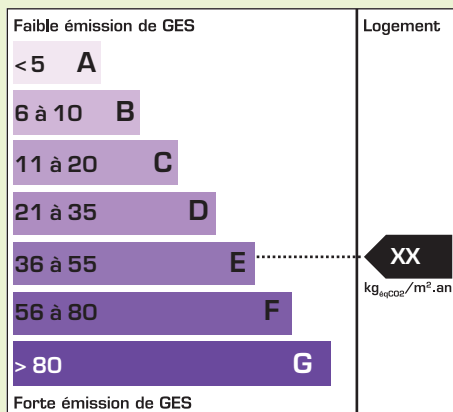 Faible émission de GES
Logement
< 5 A
6 à 10 B
11 à 20 C
21 à 35 D
36 à 55 E
XX
kgéqCO2/m².an
56 à 80 F
> 80 G
Forte émission de GES